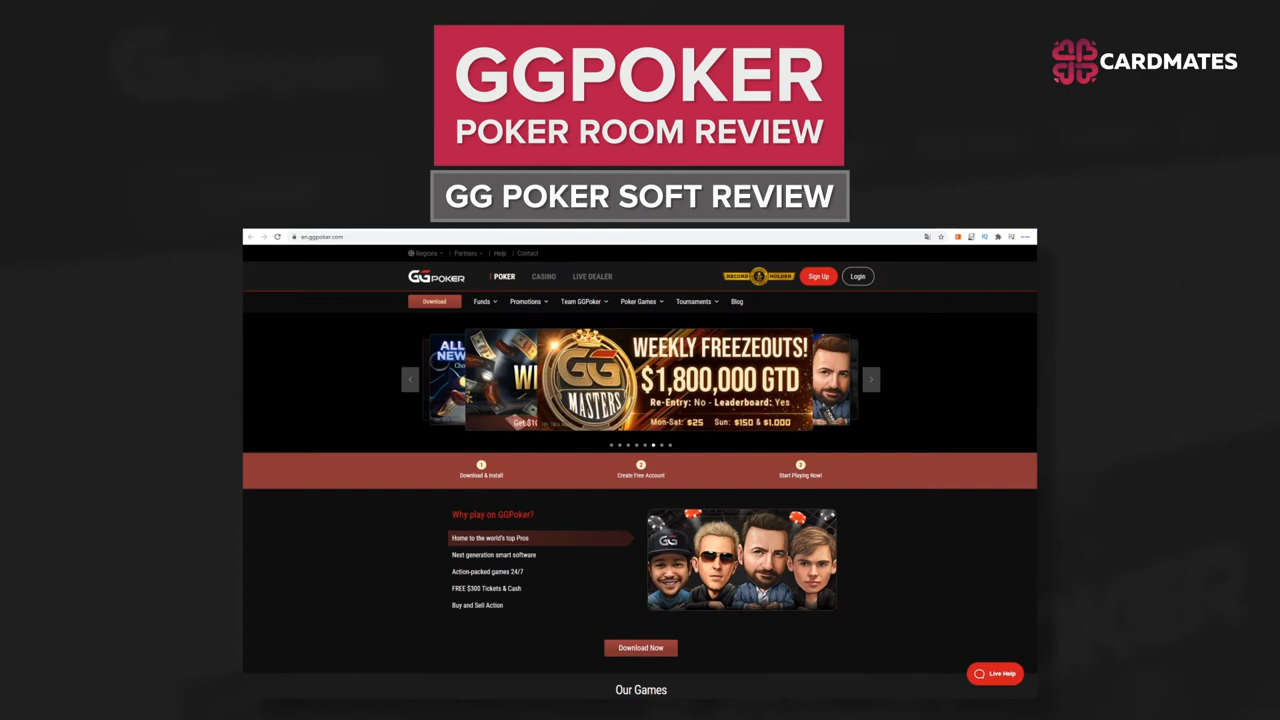 GGPOKER
POKER ROOM REVIEW
CARDMATES
GG POKER SOFT REVIEW
en.ggpoker.com
Regions Partners Help Contact
GGPOKER POKER CASINO LIVE DEALER RECORD HOLDER Sign Up Login
Download Funds Promotions Team GGPoker Poker Games Tournaments Blog
ALL
NEW
GG
MASTERS
WEEKLY FREEZEOUTS!
$1,800,000 GTD
Re-Entry: No - Leaderboard: Yes
Mon-Sat: $25 Sun: $150 & $1,000
1 2 3
Download & Install Create Free Account Start Playing Now!
Why play on GGPoker?
Home to the world's top Pros
Next generation smart software
Action-packed games 24/7
FREE $300 Tickets & Cash
Buy and Sell Action
GG
Download Now
Live Help
Our Games